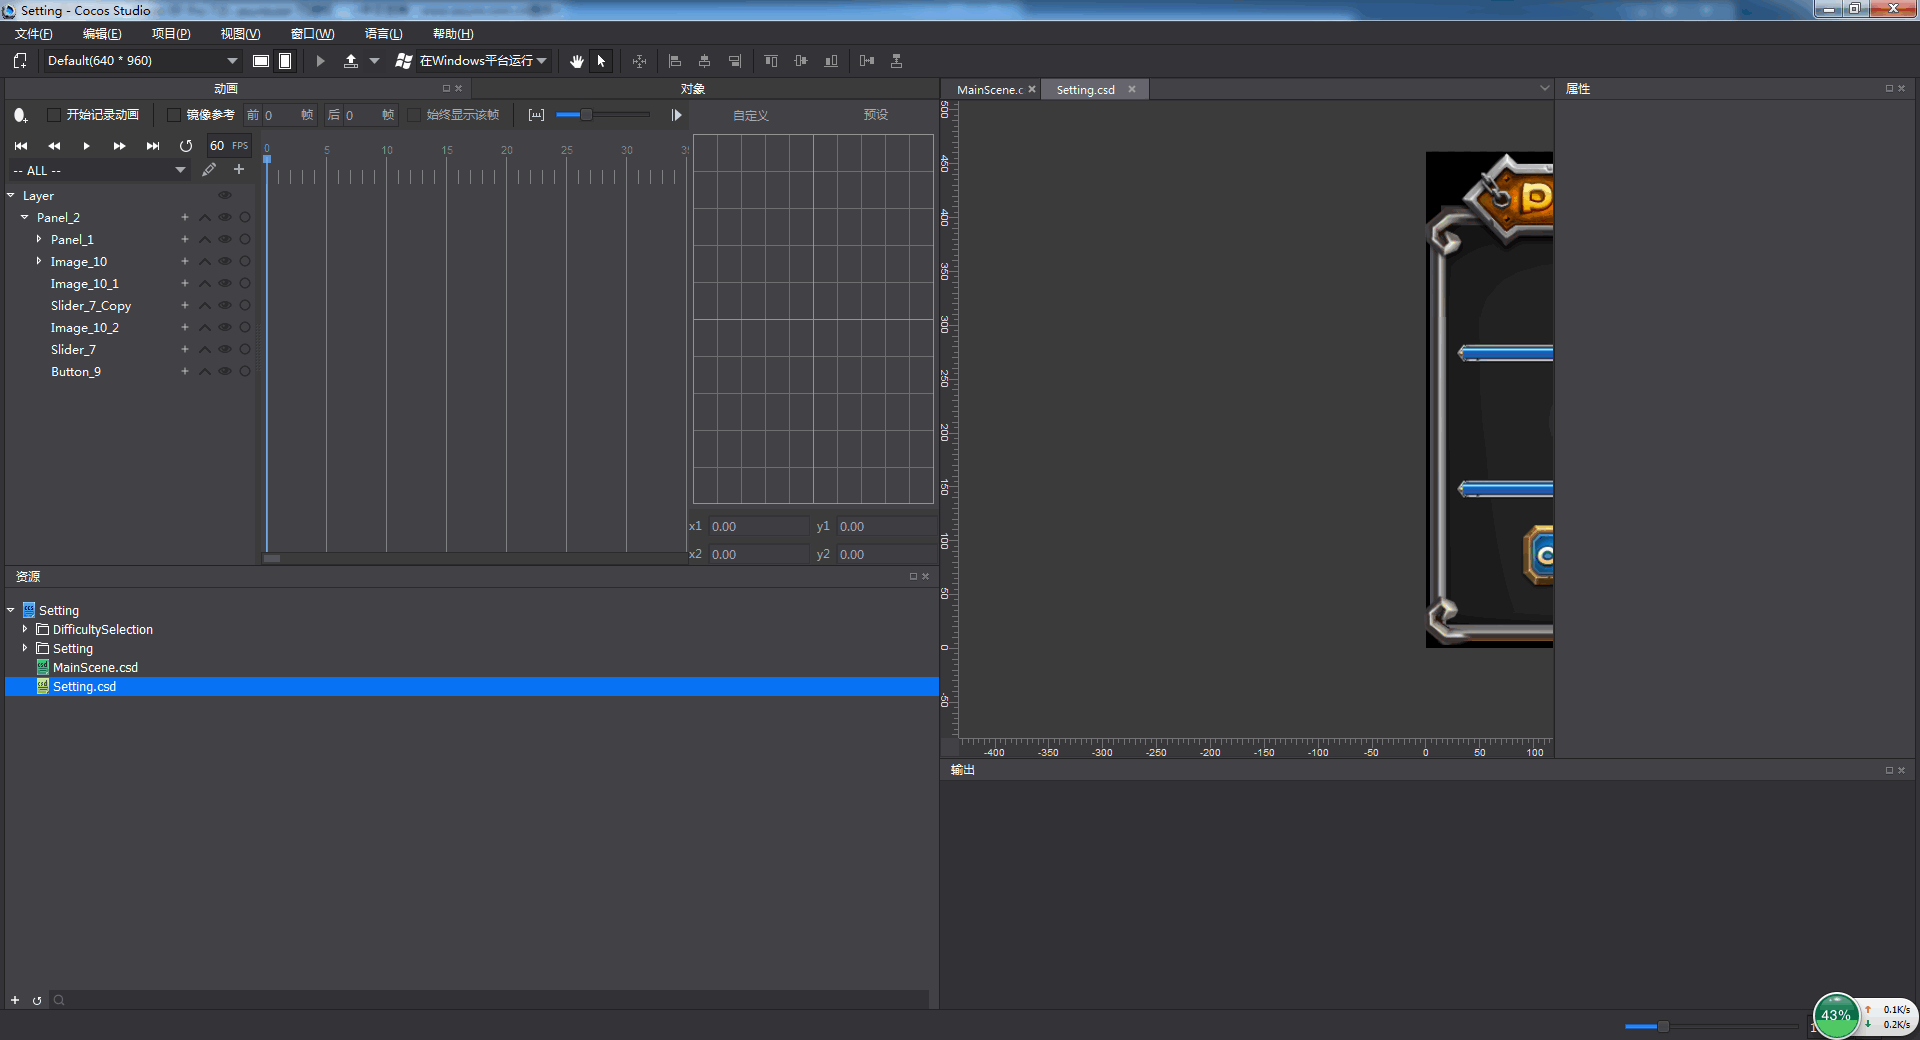 Setting - Cocos Studio
文件(F) 编辑(E) 项目(P) 视图(V) 窗口(W) 语言(L) 帮助(H)
Default(640 * 960) 在Windows平台运行
动画 对象 MainScene.c Setting.csd 属性
开始记录动画 镜像参考 前 0 帧 后 0 帧 始终显示该帧 自定义 预设
60 FPS
0 5 10 15 20 25 30
-- ALL --
Layer
Panel_2
Panel_1
Image_10
Image_10_1
Slider_7_Copy
Image_10_2
Slider_7
Button_9
x1 0.00 y1 0.00
x2 0.00 y2 0.00
500
450
400
350
300
250
200
150
100
50
0
-50
-400 -350 -300 -250 -200 -150 -100 -50 0 50 100
资源
Setting
DifficultySelection
Setting
MainScene.csd
Setting.csd
输出
43%
0.1K/s
0.2K/s